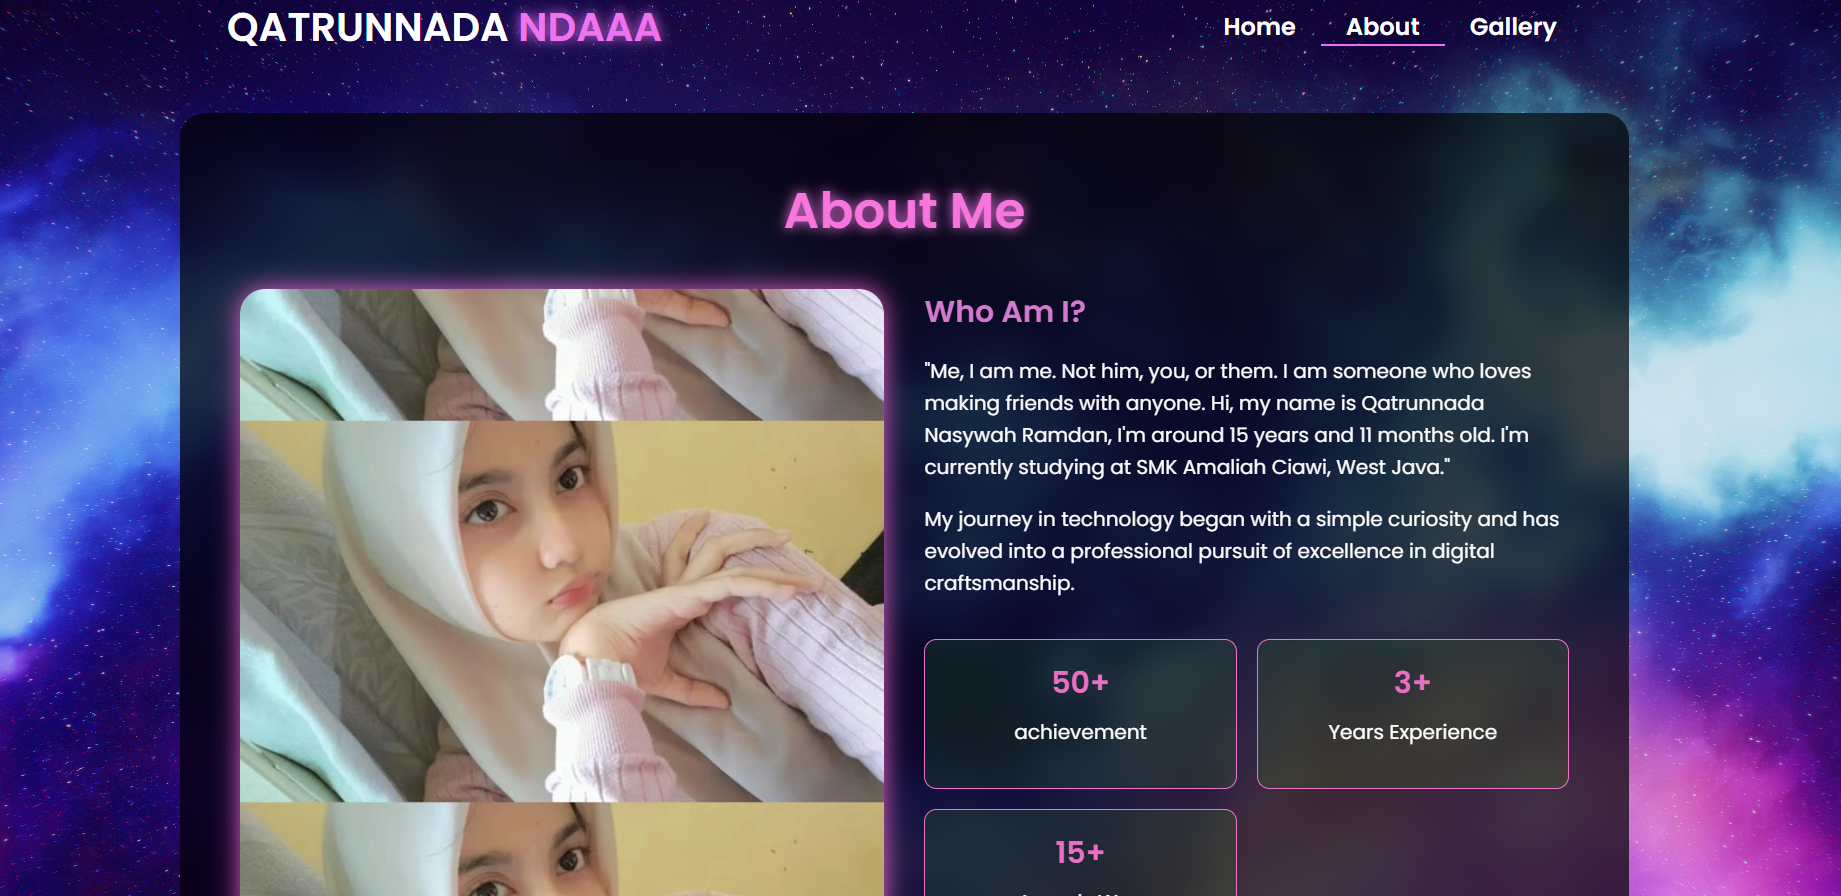 QATRUNNADA NDAAA
Home About Gallery
About Me
Who Am I?
"Me, I am me. Not him, you, or them. I am someone who loves
making friends with anyone. Hi, my name is Qatrunnada
Nasywah Ramdan, I'm around 15 years and 11 months old. I'm
currently studying at SMK Amaliah Ciawi, West Java."
My journey in technology began with a simple curiosity and has
evolved into a professional pursuit of excellence in digital
craftsmanship.
50+
achievement
3+
Years Experience
15+